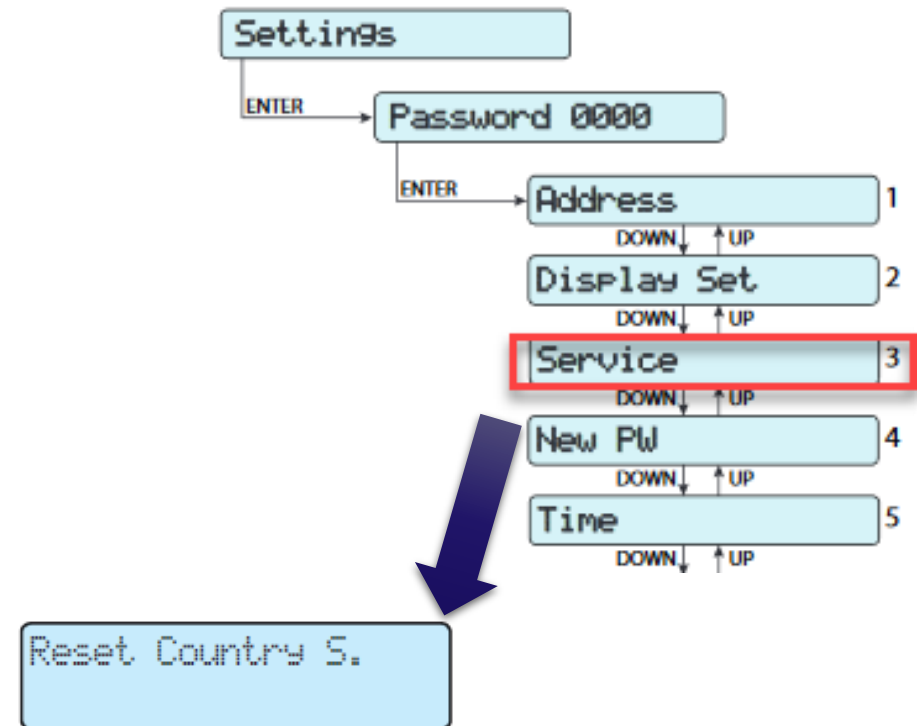 Settings
ENTER
Password 0000
ENTER
Address 1
DOWN UP
Display Set 2
DOWN UP
Service 3
DOWN UP
New PW 4
DOWN UP
Time 5
DOWN UP
Reset Country S.